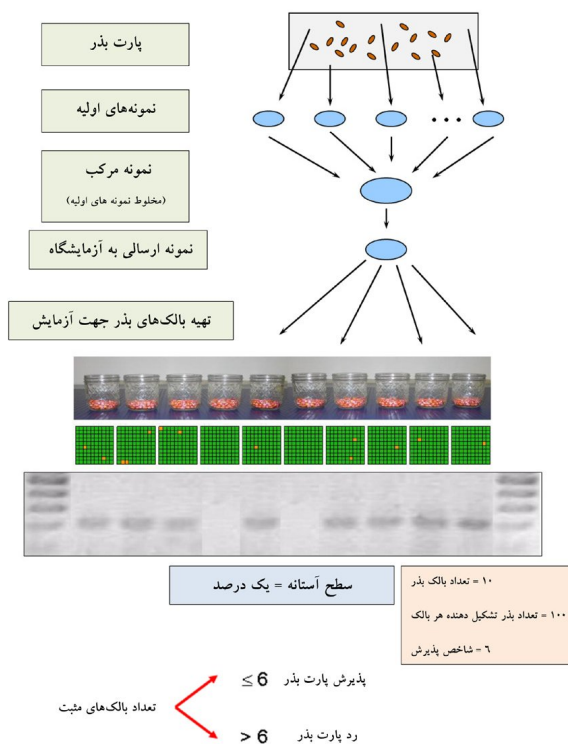 پارت بذر
نمونه‌های اولیه
نمونه مرکب
(مخلوط نمونه های اولیه)
نمونه ارسالی به آزمایشگاه
تهیه بالک‌های بذر جهت آزمایش
سطح آستانه = یک درصد
۱۰ = تعداد بالک بذر
۱۰۰ = تعداد بذر تشکیل دهنده هر بالک
۶ = شاخص پذیرش
پذیرش پارت بذر ≤ 6
تعداد بالک‌های مثبت
رد پارت بذر > 6